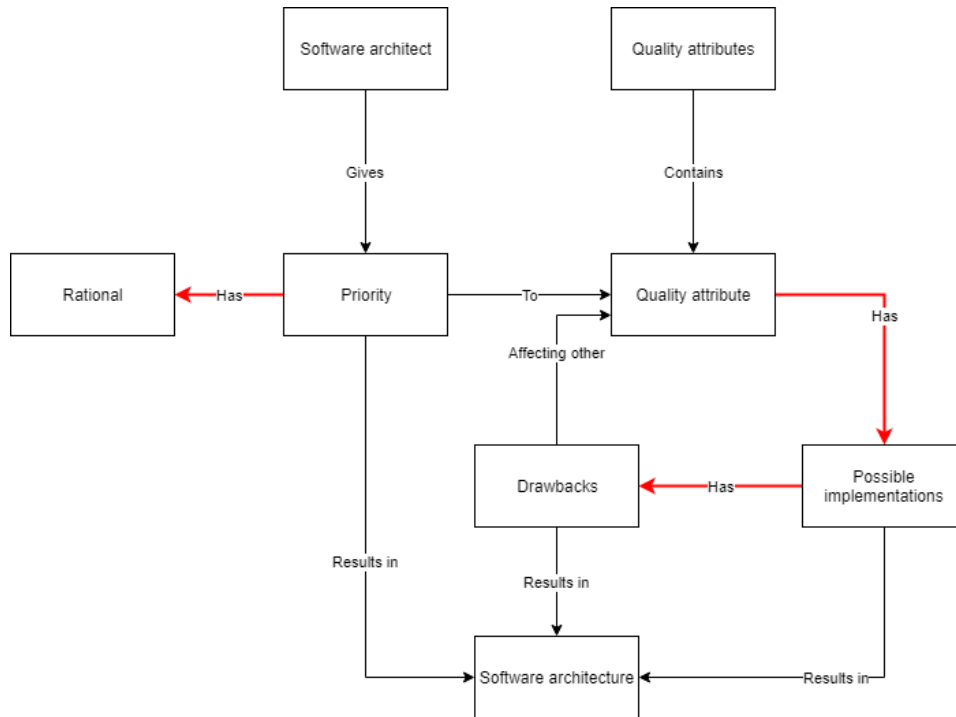 Software architect
Quality attributes
Gives
Contains
Rational
Has
Priority
To
Quality attribute
Has
Affecting other
Drawbacks
Has
Possible
implementations
Results in
Results in
Software architecture
Results in